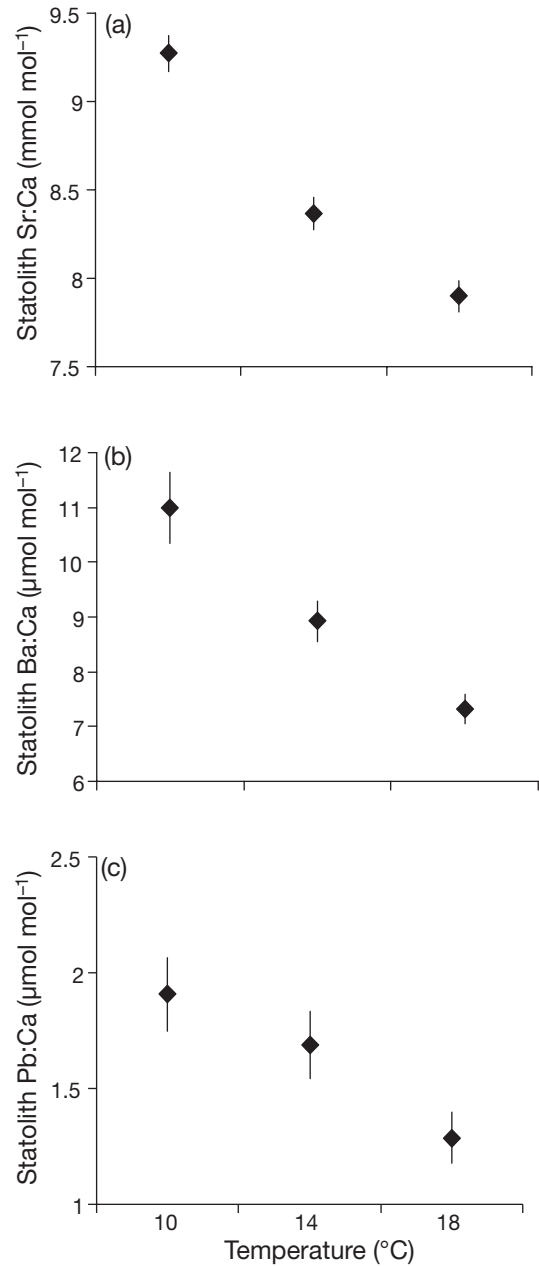 (a)
Statolith Sr:Ca (mmol mol⁻¹)
9.5
9
8.5
8
7.5
(b)
Statolith Ba:Ca (µmol mol⁻¹)
12
11
10
9
8
7
6
(c)
Statolith Pb:Ca (µmol mol⁻¹)
2.5
2
1.5
1
10 14 18
Temperature (°C)